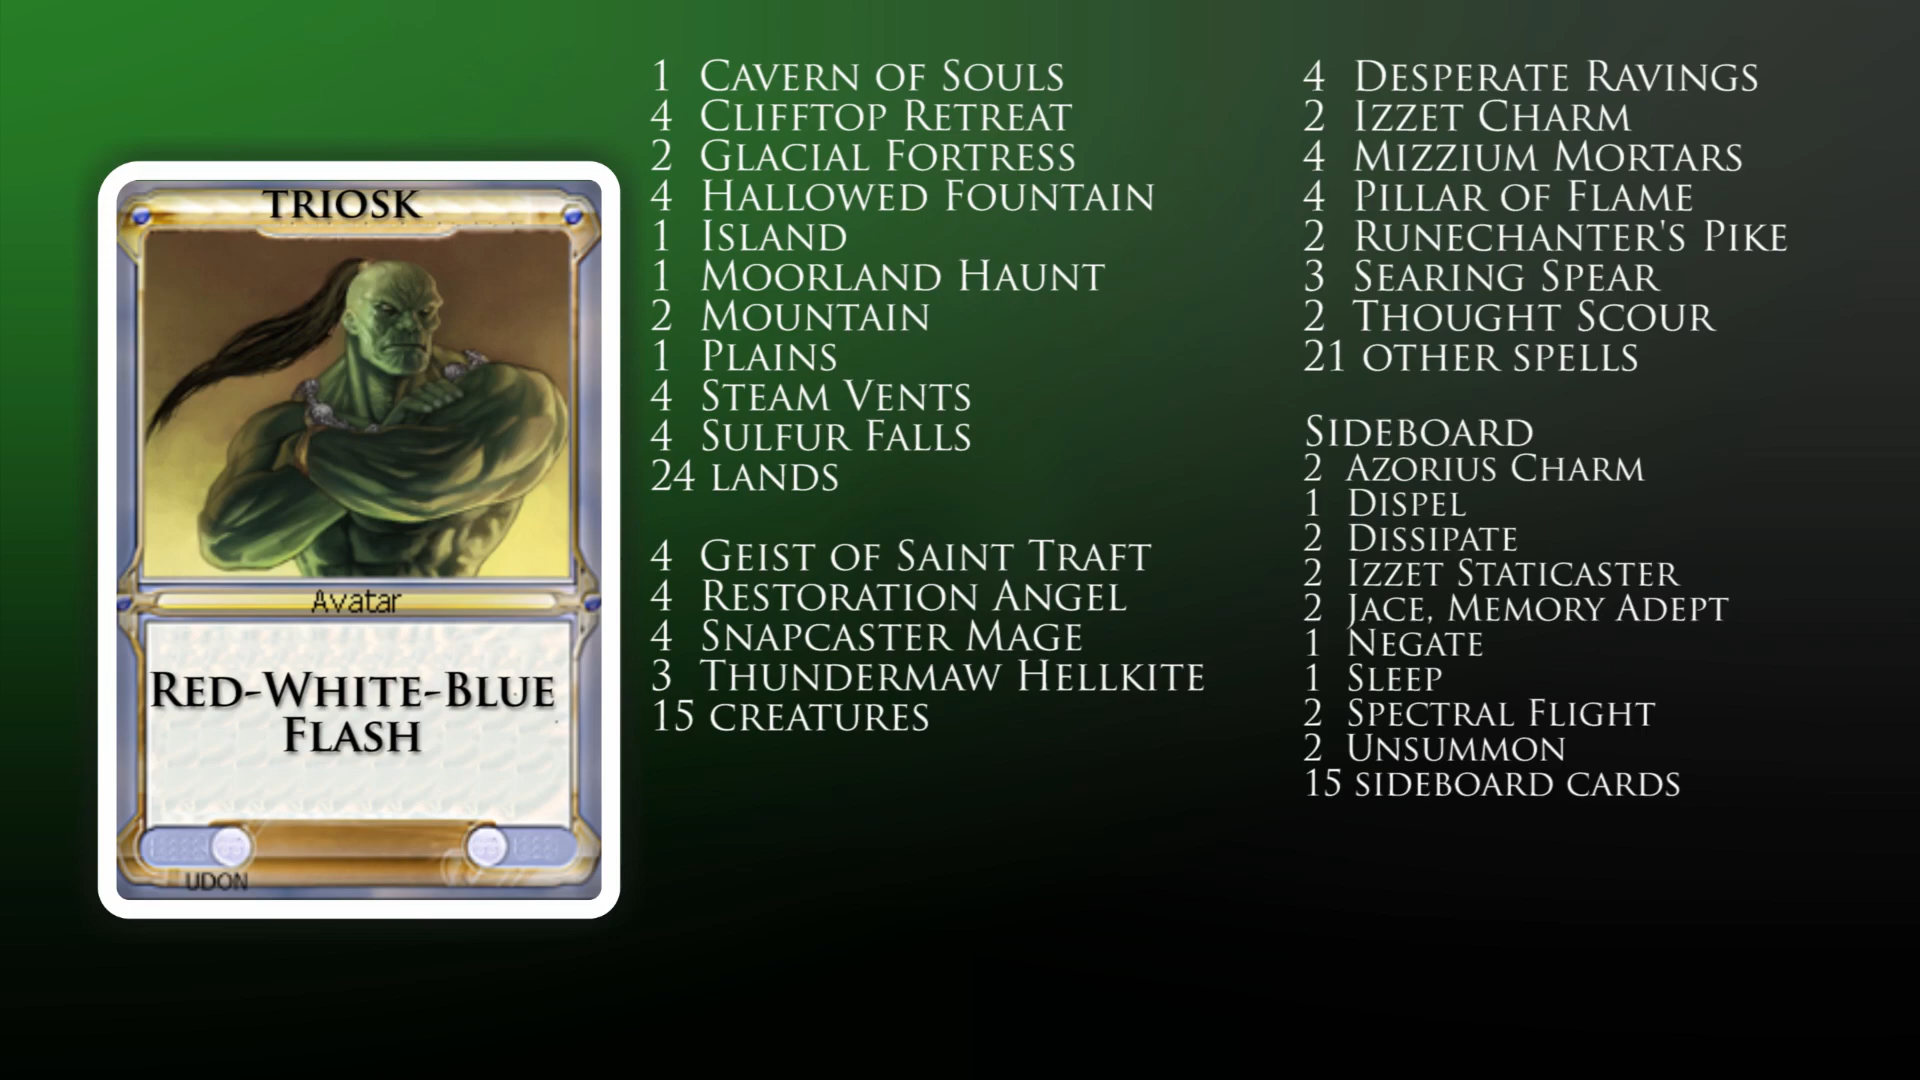 TRIOSK
Avatar
RED-WHITE-BLUE
FLASH
UDON
1 CAVERN OF SOULS
4 CLIFFTOP RETREAT
2 GLACIAL FORTRESS
4 HALLOWED FOUNTAIN
1 ISLAND
1 MOORLAND HAUNT
2 MOUNTAIN
1 PLAINS
4 STEAM VENTS
4 SULFUR FALLS
24 LANDS
4 GEIST OF SAINT TRAFT
4 RESTORATION ANGEL
4 SNAPCASTER MAGE
3 THUNDERMAW HELLKITE
15 CREATURES
4 DESPERATE RAVINGS
2 IZZET CHARM
4 MIZZIUM MORTARS
4 PILLAR OF FLAME
2 RUNECHANTER'S PIKE
3 SEARING SPEAR
2 THOUGHT SCOUR
21 OTHER SPELLS
SIDEBOARD
2 AZORIUS CHARM
1 DISPEL
2 DISSIPATE
2 IZZET STATICASTER
2 JACE, MEMORY ADEPT
1 NEGATE
1 SLEEP
2 SPECTRAL FLIGHT
2 UNSUMMON
15 SIDEBOARD CARDS